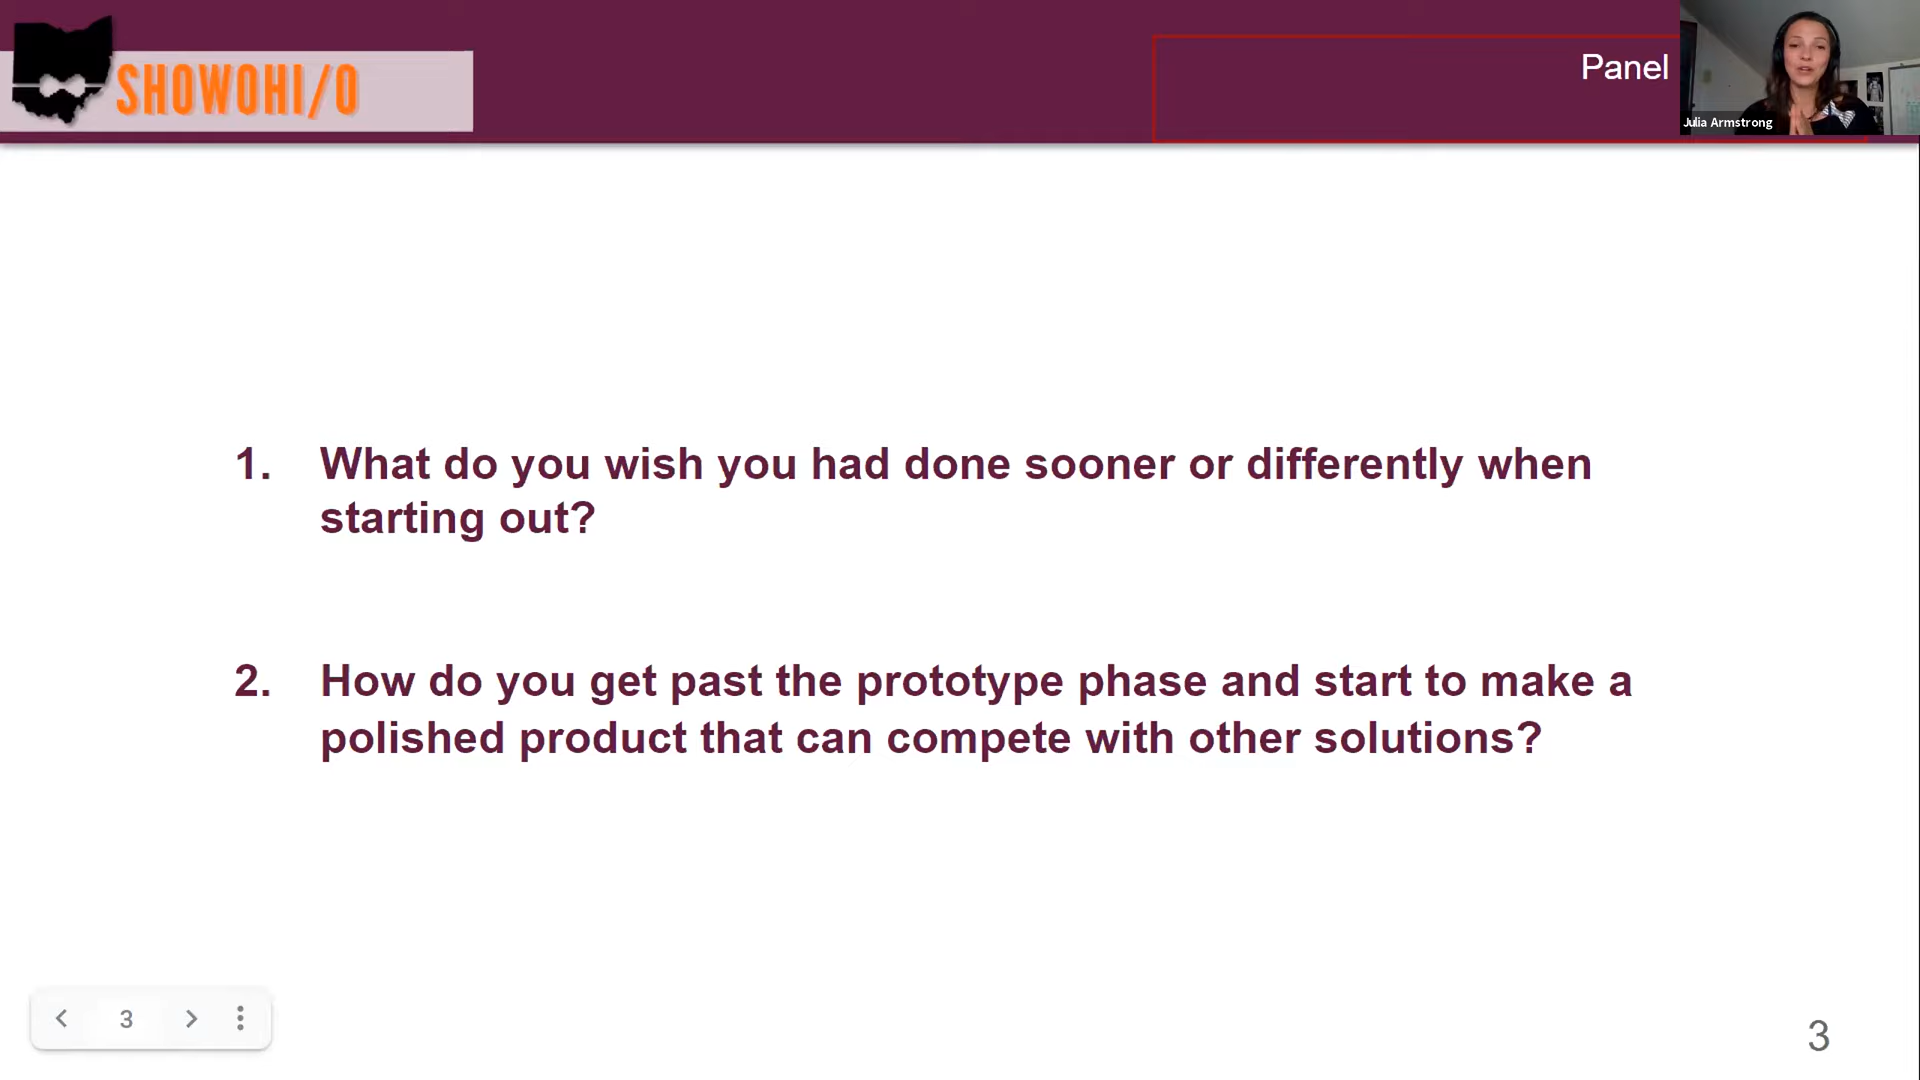 SHOWOHI/O
Panel
Julia Armstrong
1. What do you wish you had done sooner or differently when
starting out?
2. How do you get past the prototype phase and start to make a
polished product that can compete with other solutions?
3
3